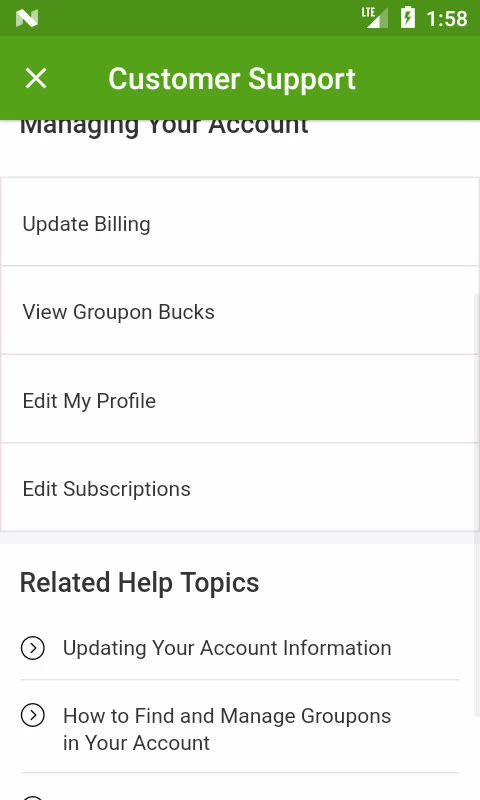 LTE 1:58
Customer Support
Managing Your Account
Update Billing
View Groupon Bucks
Edit My Profile
Edit Subscriptions
Related Help Topics
Updating Your Account Information
How to Find and Manage Groupons
in Your Account